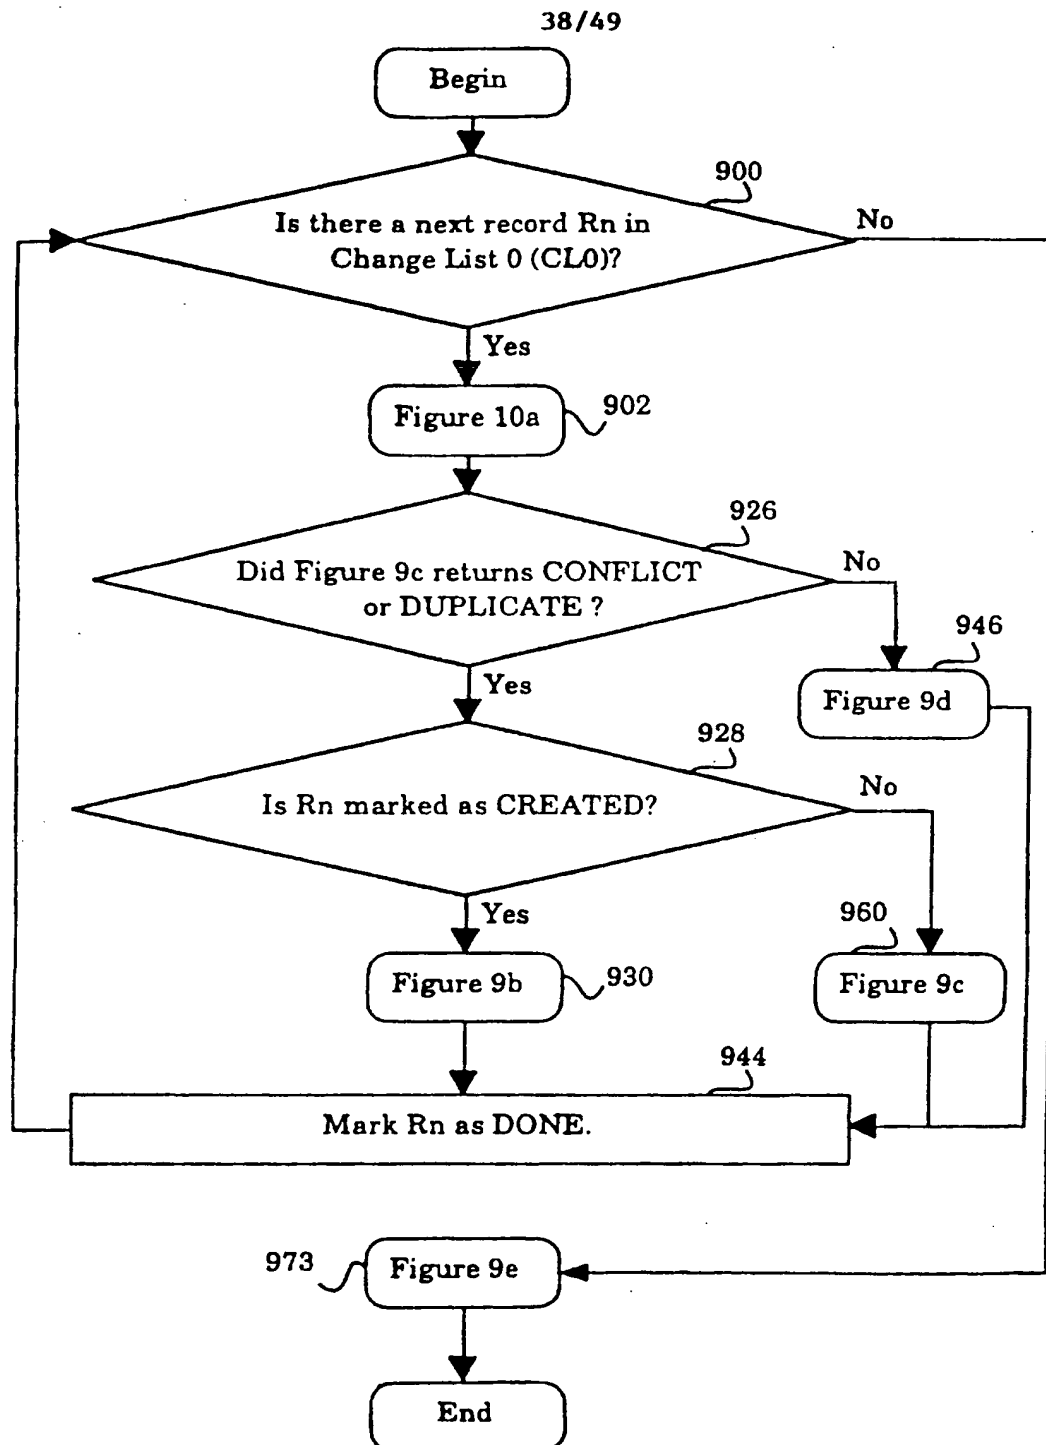 38/49
Begin
900
Is there a next record Rn in
Change List 0 (CL0)?
No
Yes
Figure 10a
902
926
Did Figure 9c returns CONFLICT
or DUPLICATE ?
No
946
Yes
Figure 9d
928
Is Rn marked as CREATED?
No
Yes
960
Figure 9b
930
Figure 9c
944
Mark Rn as DONE.
973
Figure 9e
End